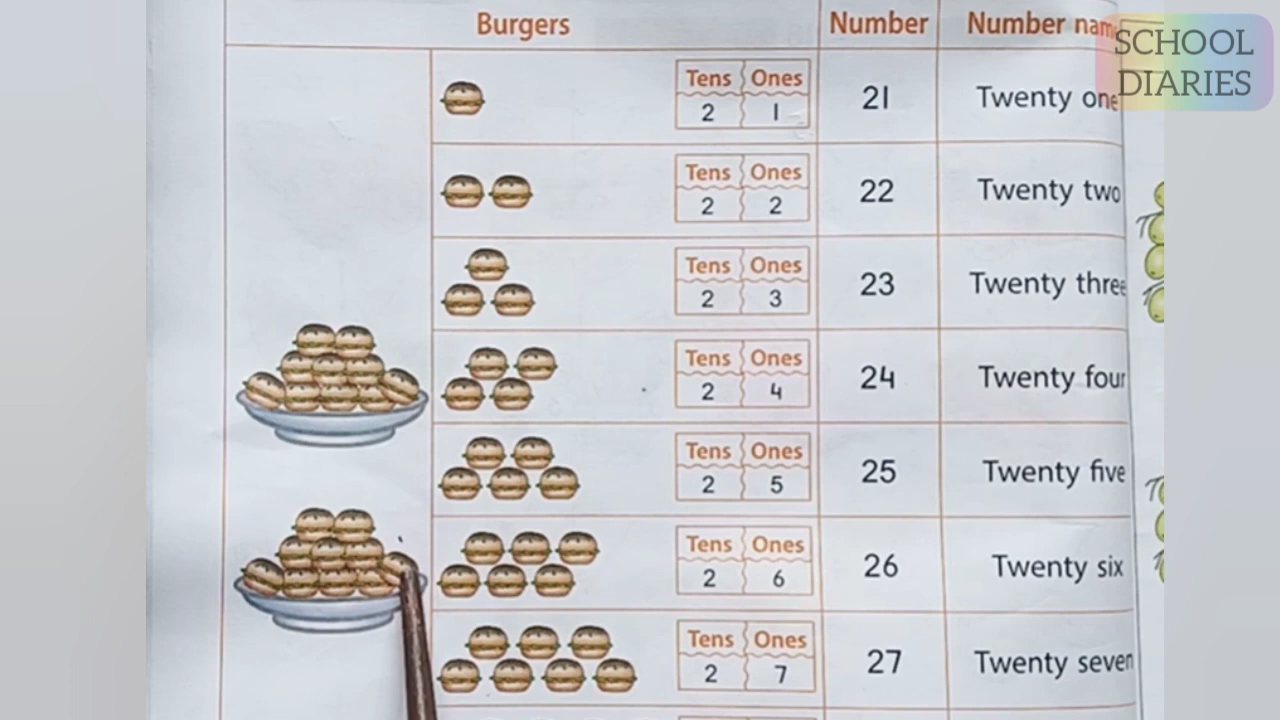 Burgers Number Number nam
SCHOOL
DIARIES
Tens Ones
2 1 21 Twenty one
Tens Ones
2 2 22 Twenty two
Tens Ones
2 3 23 Twenty three
Tens Ones
2 4 24 Twenty four
Tens Ones
2 5 25 Twenty five
Tens Ones
2 6 26 Twenty six
Tens Ones
2 7 27 Twenty seven